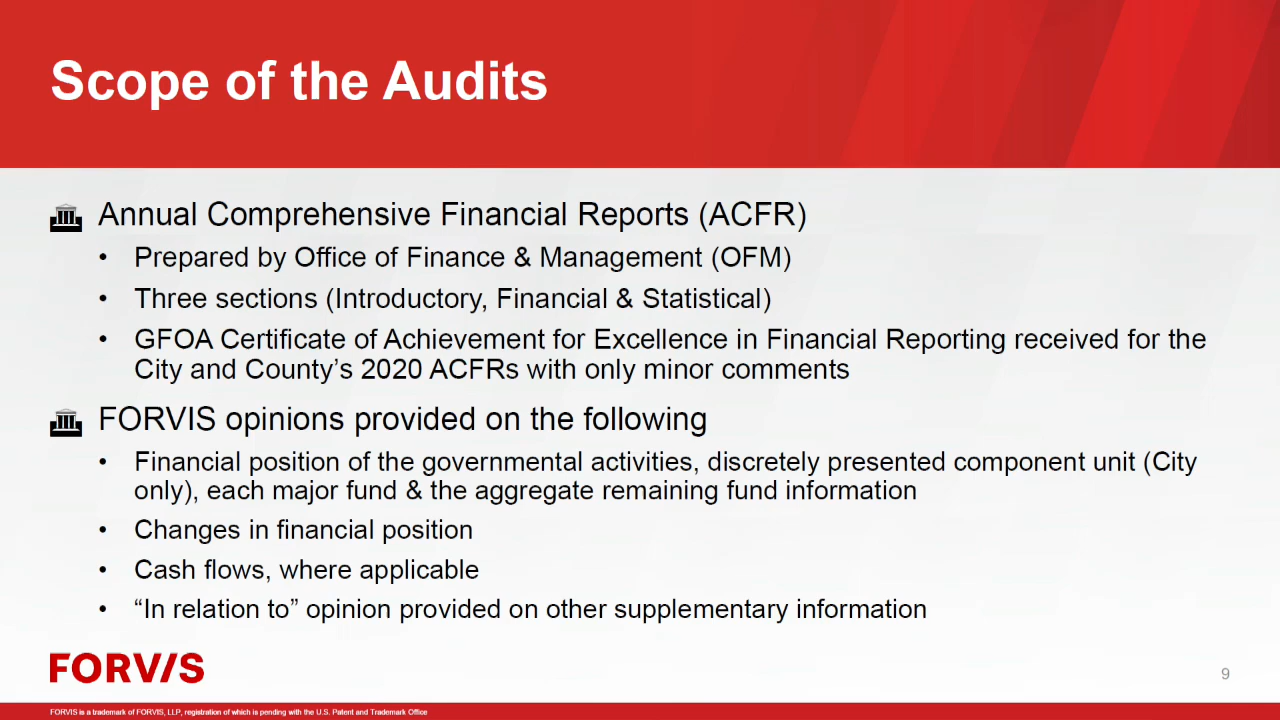 Scope of the Audits
Annual Comprehensive Financial Reports (ACFR)
• Prepared by Office of Finance & Management (OFM)
• Three sections (Introductory, Financial & Statistical)
• GFOA Certificate of Achievement for Excellence in Financial Reporting received for the
City and County’s 2020 ACFRs with only minor comments
FORVIS opinions provided on the following
• Financial position of the governmental activities, discretely presented component unit (City
only), each major fund & the aggregate remaining fund information
• Changes in financial position
• Cash flows, where applicable
• “In relation to” opinion provided on other supplementary information
FORVIS
9
FORVIS is a trademark of FORVIS, LLP, registration of which is pending with the U.S. Patent and Trademark Office